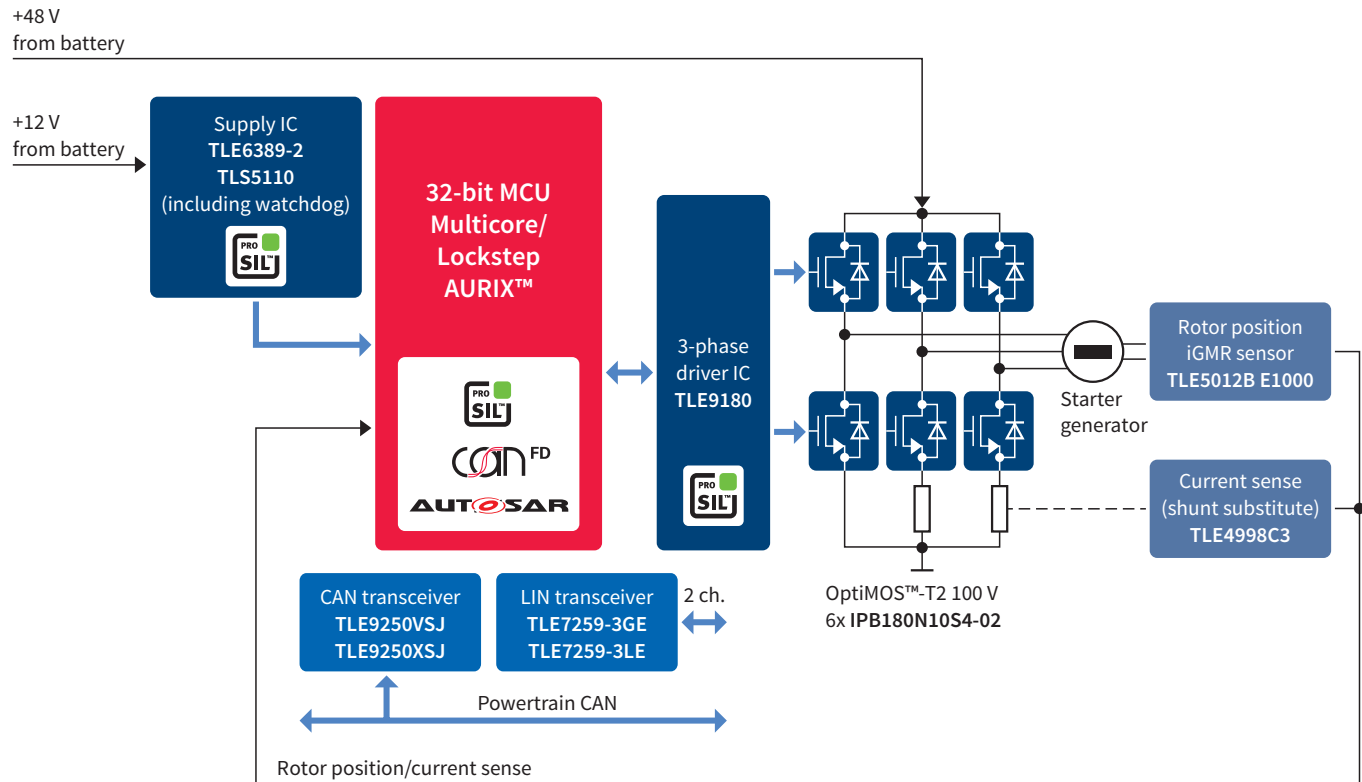 +48 V
from battery
+12 V
from battery
Supply IC
TLE6389-2
TLS5110
(including watchdog)
PRO
SIL™
32-bit MCU
Multicore/
Lockstep
AURIX™
PRO
SIL™
CAN FD
AUTOSAR
3-phase
driver IC
TLE9180
PRO
SIL™
Starter
generator
Rotor position
iGMR sensor
TLE5012B E1000
Current sense
(shunt substitute)
TLE4998C3
OptiMOS™-T2 100 V
6x IPB180N10S4-02
CAN transceiver
TLE9250VSJ
TLE9250XSJ
LIN transceiver
TLE7259-3GE
TLE7259-3LE
2 ch.
Powertrain CAN
Rotor position/current sense